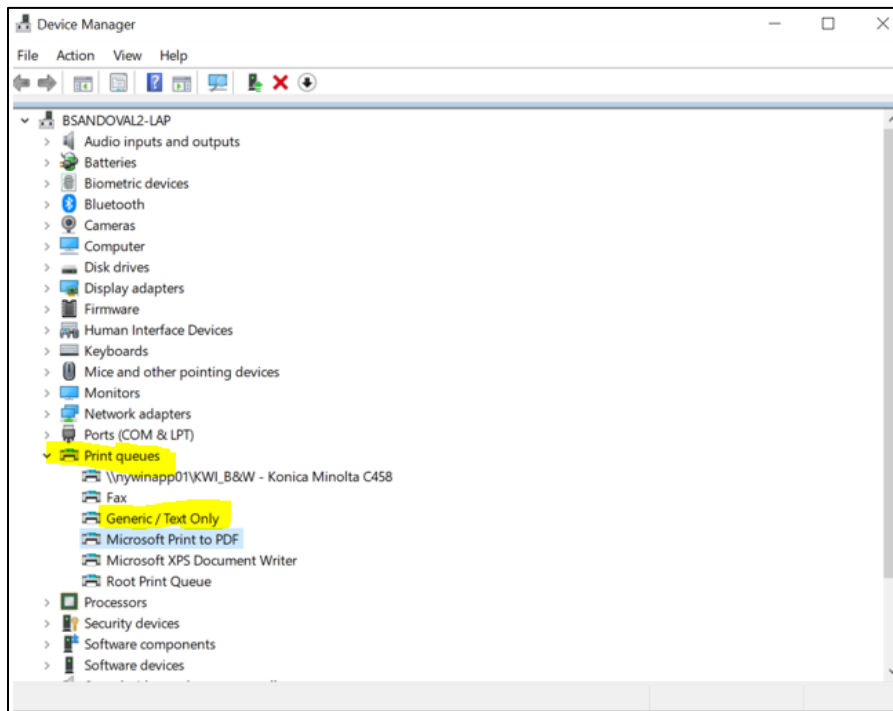 Device Manager
File Action View Help
BSANDOVAL2-LAP
Audio inputs and outputs
Batteries
Biometric devices
Bluetooth
Cameras
Computer
Disk drives
Display adapters
Firmware
Human Interface Devices
Keyboards
Mice and other pointing devices
Monitors
Network adapters
Ports (COM & LPT)
Print queues
\\nywinapp01\KWI_B&W - Konica Minolta C458
Fax
Generic / Text Only
Microsoft Print to PDF
Microsoft XPS Document Writer
Root Print Queue
Processors
Security devices
Software components
Software devices